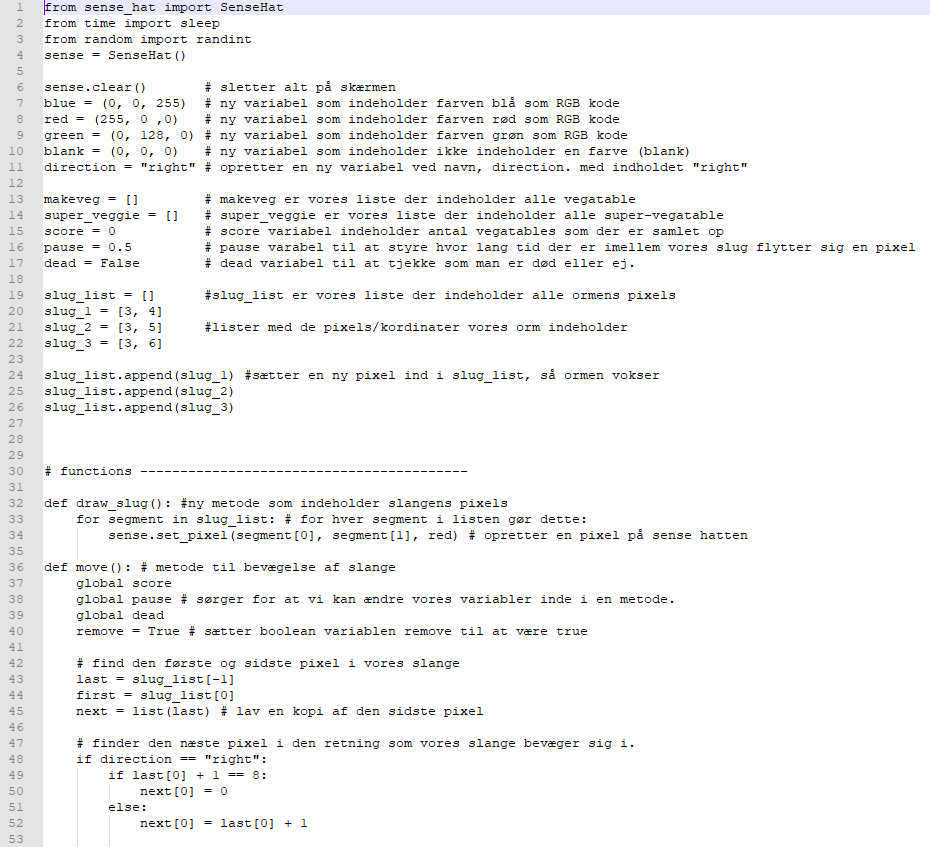 1 from sense_hat import SenseHat
2 from time import sleep
3 from random import randint
4 sense = SenseHat()
5
6 sense.clear()       # sletter alt på skærmen
7 blue = (0, 0, 255)  # ny variabel som indeholder farven blå som RGB kode
8 red = (255, 0 ,0)   # ny variabel som indeholder farven rød som RGB kode
9 green = (0, 128, 0) # ny variabel som indeholder farven grøn som RGB kode
10 blank = (0, 0, 0)   # ny variabel som indeholder ikke indeholder en farve (blank)
11 direction = "right" # opretter en ny variabel ved navn, direction. med indholdet "right"
12
13 makeveg = []        # makeveg er vores liste der indeholder alle vegatable
14 super_veggie = []   # super_veggie er vores liste der indeholder alle super-vegatable
15 score = 0           # score variabel indeholder antal vegatables som der er samlet op
16 pause = 0.5         # pause varabel til at styre hvor lang tid der er imellem vores slug flytter sig en pixel
17 dead = False        # dead variabel til at tjekke som man er død eller ej.
18
19 slug_list = []      #slug_list er vores liste der indeholder alle ormens pixels
20 slug_1 = [3, 4]
21 slug_2 = [3, 5]     #lister med de pixels/kordinater vores orm indeholder
22 slug_3 = [3, 6]
23
24 slug_list.append(slug_1) #sætter en ny pixel ind i slug_list, så ormen vokser
25 slug_list.append(slug_2)
26 slug_list.append(slug_3)
27
28
29
30 # functions -----------------------------------------
31
32 def draw_slug(): #ny metode som indeholder slangens pixels
33     for segment in slug_list: # for hver segment i listen gør dette:
34         sense.set_pixel(segment[0], segment[1], red) # opretter en pixel på sense hatten
35
36 def move(): # metode til bevægelse af slange
37     global score
38     global pause # sørger for at vi kan ændre vores variabler inde i en metode.
39     global dead
40     remove = True # sætter boolean variablen remove til at være true
41
42     # find den første og sidste pixel i vores slange
43     last = slug_list[-1]
44     first = slug_list[0]
45     next = list(last) # lav en kopi af den sidste pixel
46
47     # finder den næste pixel i den retning som vores slange bevæger sig i.
48     if direction == "right":
49         if last[0] + 1 == 8:
50             next[0] = 0
51         else:
52             next[0] = last[0] + 1
53